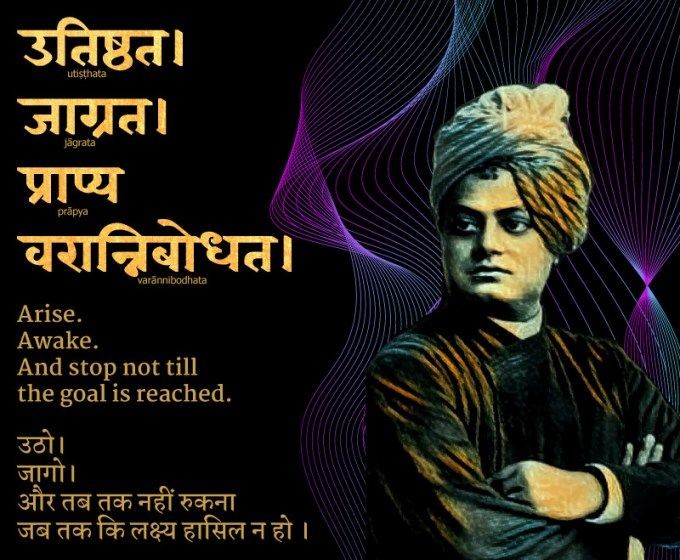 उतिष्ठत।
utiṣṭhata
जाग्रत।
jāgrata
प्राप्य
prāpya
वरान्निबोधत।
varānnibodhata
Arise.
Awake.
And stop not till
the goal is reached.
उठो।
जागो।
और तब तक नहीं रुकना
जब तक कि लक्ष्य हासिल न हो ।